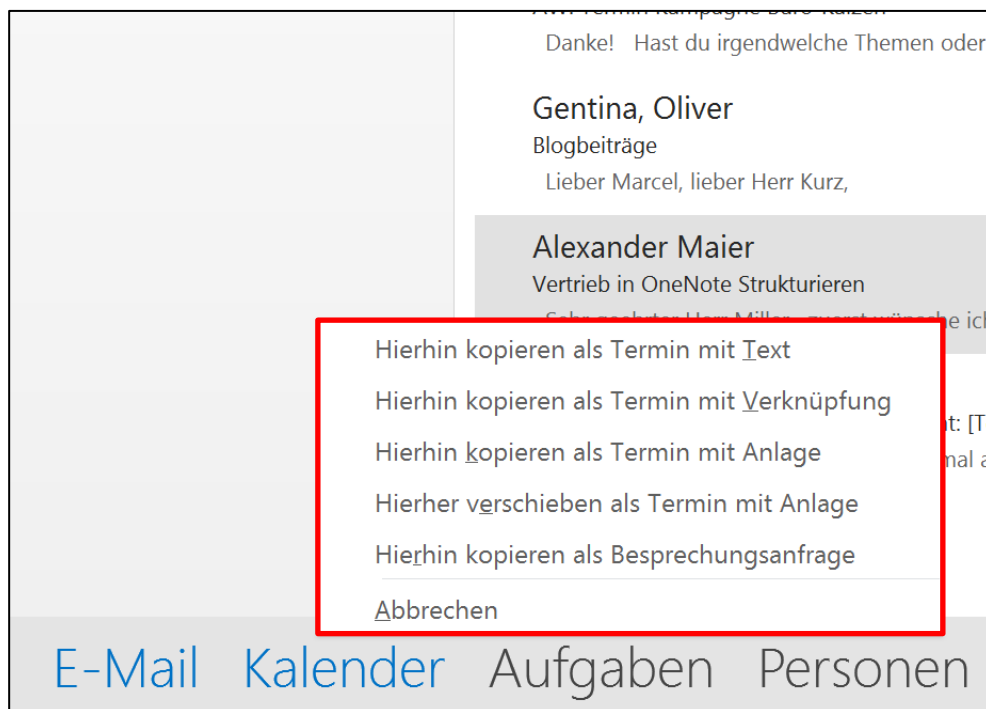 Danke! Hast du irgendwelche Themen oder
Gentina, Oliver
Blogbeiträge
Lieber Marcel, lieber Herr Kurz,
Alexander Maier
Vertrieb in OneNote Strukturieren
Hierhin kopieren als Termin mit Text
Hierhin kopieren als Termin mit Verknüpfung
Hierhin kopieren als Termin mit Anlage
Hierher verschieben als Termin mit Anlage
Hierhin kopieren als Besprechungsanfrage
Abbrechen
E-Mail Kalender Aufgaben Personen